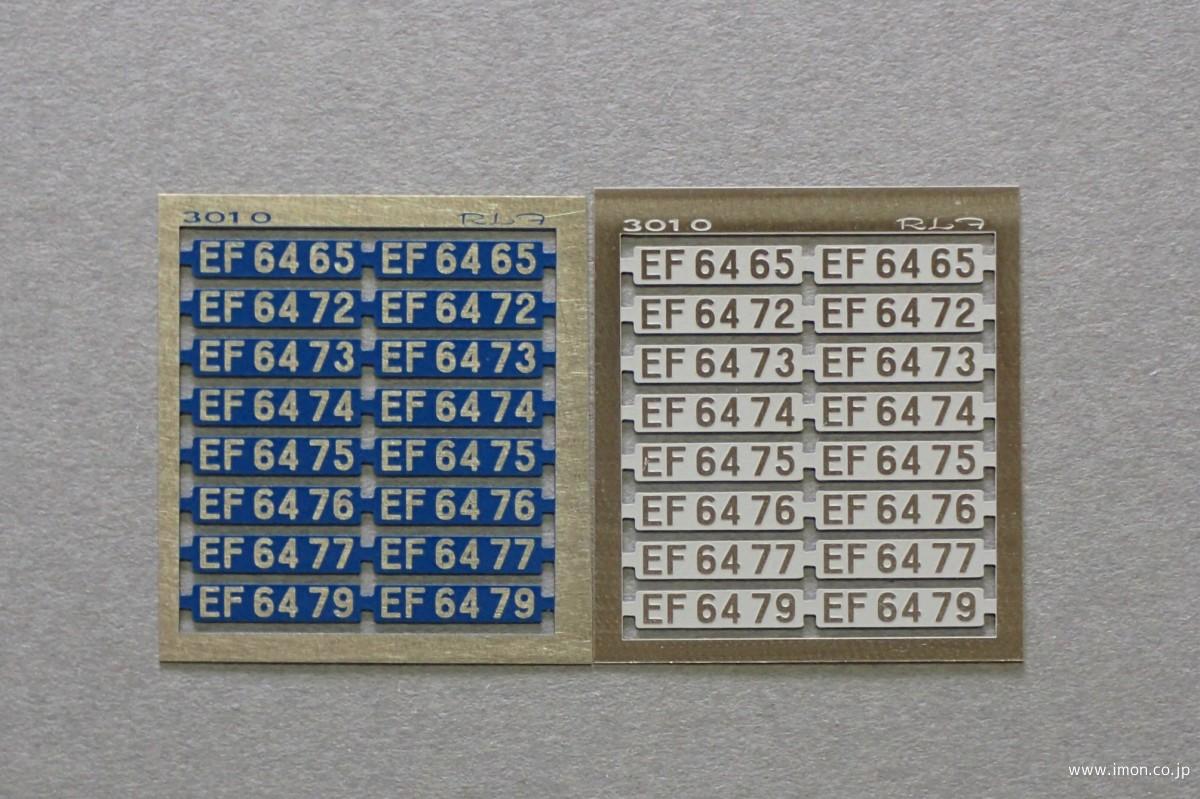 3010 RLF
EF 64 65 EF 64 65
EF 64 72 EF 64 72
EF 64 73 EF 64 73
EF 64 74 EF 64 74
EF 64 75 EF 64 75
EF 64 76 EF 64 76
EF 64 77 EF 64 77
EF 64 79 EF 64 79
3010 RLF
EF 64 65 EF 64 65
EF 64 72 EF 64 72
EF 64 73 EF 64 73
EF 64 74 EF 64 74
EF 64 75 EF 64 75
EF 64 76 EF 64 76
EF 64 77 EF 64 77
EF 64 79 EF 64 79
www.imon.co.jp